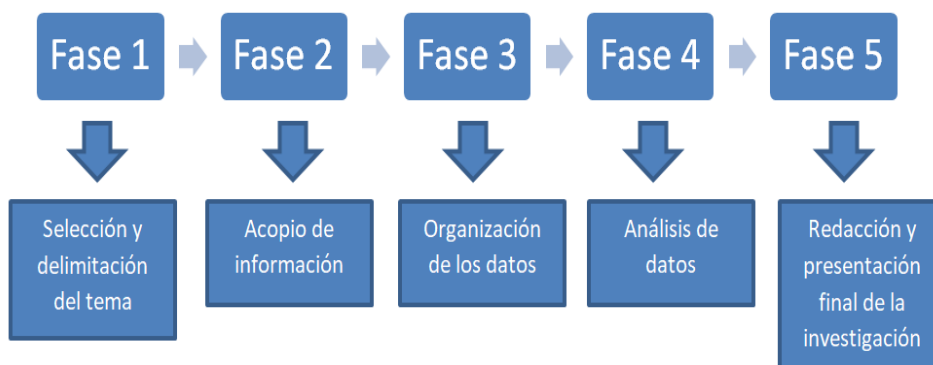 Fase 1
Fase 2
Fase 3
Fase 4
Fase 5
Selección y
delimitación
del tema
Acopio de
información
Organización
de los datos
Análisis de
datos
Redacción y
presentación
final de la
investigación